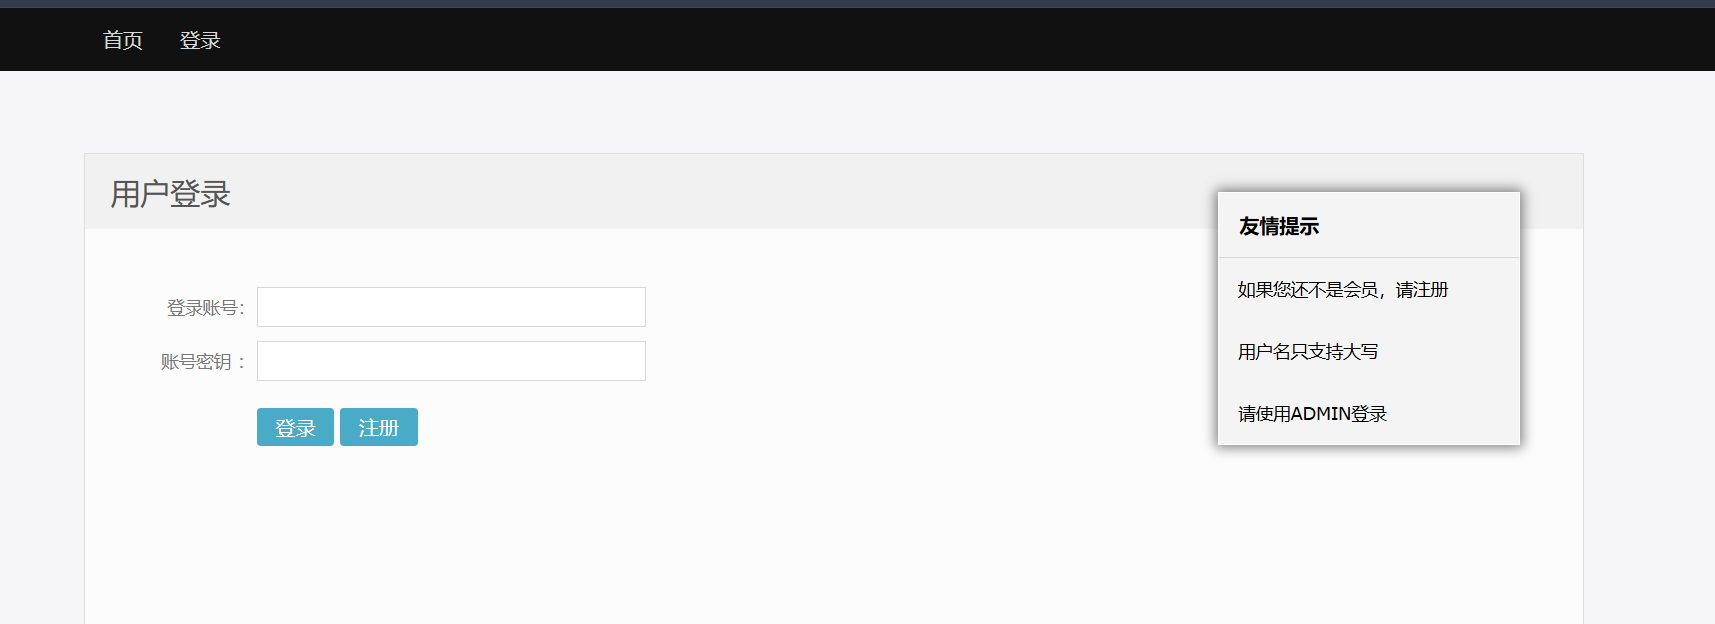 首页 登录
用户登录
友情提示
如果您还不是会员，请注册
用户名只支持大写
请使用ADMIN登录
登录账号：
账号密钥 ：
登录 注册